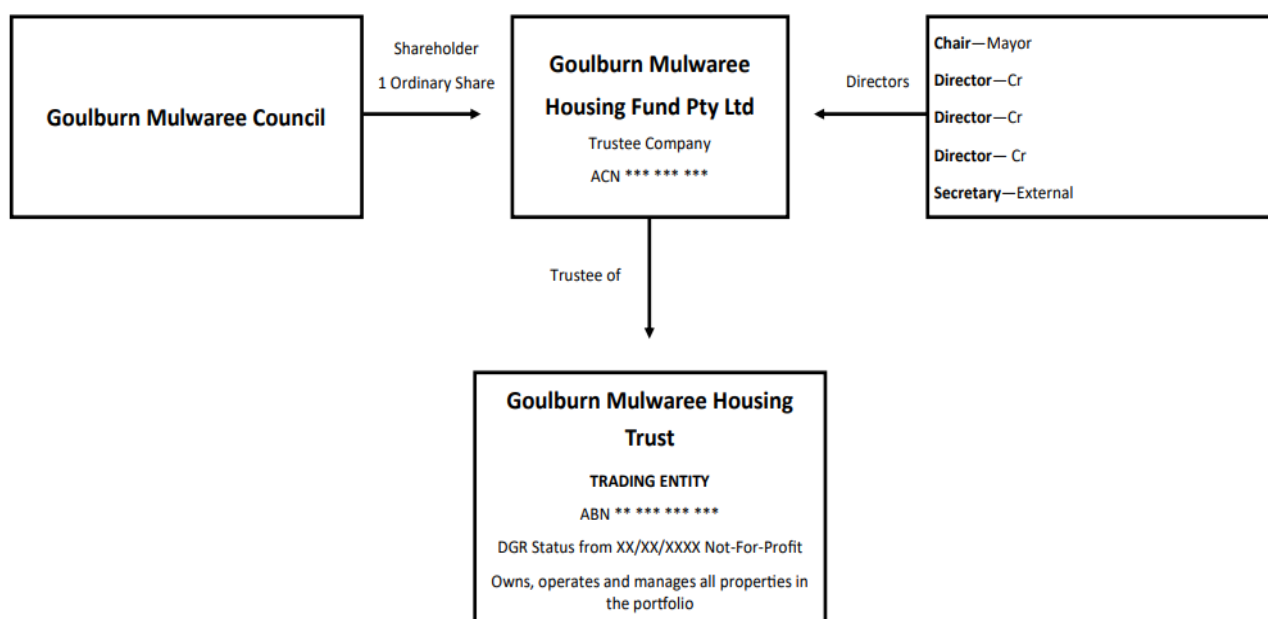 Goulburn Mulwaree Council
Shareholder
1 Ordinary Share
Goulburn Mulwaree
Housing Fund Pty Ltd
Trustee Company
ACN *** *** ***
Directors
Chair—Mayor
Director—Cr
Director—Cr
Director— Cr
Secretary—External
Trustee of
Goulburn Mulwaree Housing
Trust
TRADING ENTITY
ABN ** *** *** ***
DGR Status from XX/XX/XXXX Not-For-Profit
Owns, operates and manages all properties in
the portfolio